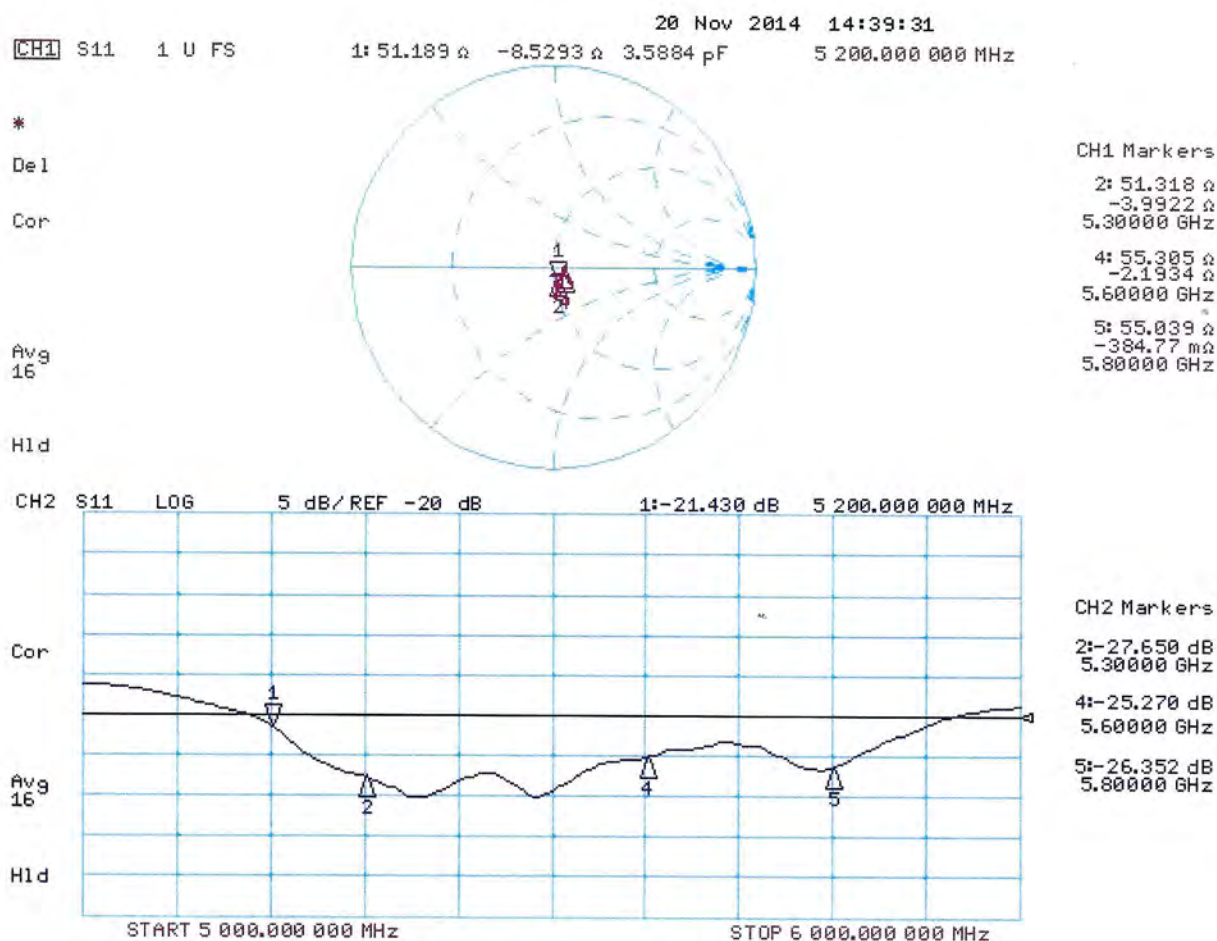 20 Nov 2014 14:39:31
CH1 S11 1 U FS 1: 51.189 Ω -8.5293 Ω 3.5884 pF 5 200.000 000 MHz
*
Del
Cor
Avg
16
Hld
1
2
CH1 Markers
2: 51.318 Ω
-3.9922 Ω
5.30000 GHz
4: 55.305 Ω
-2.1934 Ω
5.60000 GHz
5: 55.039 Ω
-384.77 mΩ
5.80000 GHz
CH2 S11 LOG 5 dB/ REF -20 dB 1:-21.430 dB 5 200.000 000 MHz
Cor
Avg
16
Hld
1
2
4
5
CH2 Markers
2:-27.650 dB
5.30000 GHz
4:-25.270 dB
5.60000 GHz
5:-26.352 dB
5.80000 GHz
START 5 000.000 000 MHz STOP 6 000.000 000 MHz